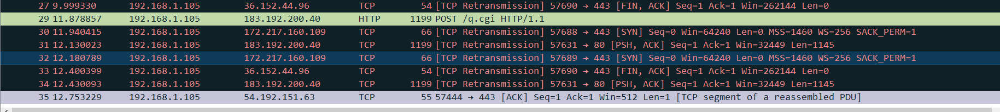 27 9.999330 192.168.1.105 36.152.44.96 TCP 54 [TCP Retransmission] 57690 → 443 [FIN, ACK] Seq=1 Ack=1 Win=262144 Len=0
29 11.878857 192.168.1.105 183.192.200.40 HTTP 1199 POST /q.cgi HTTP/1.1
30 11.940415 192.168.1.105 172.217.160.109 TCP 66 [TCP Retransmission] 57688 → 443 [SYN] Seq=0 Win=64240 Len=0 MSS=1460 WS=256 SACK_PERM=1
31 12.130023 192.168.1.105 183.192.200.40 TCP 1199 [TCP Retransmission] 57631 → 80 [PSH, ACK] Seq=1 Ack=1 Win=32449 Len=1145
32 12.180789 192.168.1.105 172.217.160.109 TCP 66 [TCP Retransmission] 57689 → 443 [SYN] Seq=0 Win=64240 Len=0 MSS=1460 WS=256 SACK_PERM=1
33 12.400399 192.168.1.105 36.152.44.96 TCP 54 [TCP Retransmission] 57690 → 443 [FIN, ACK] Seq=1 Ack=1 Win=262144 Len=0
34 12.430093 192.168.1.105 183.192.200.40 TCP 1199 [TCP Retransmission] 57631 → 80 [PSH, ACK] Seq=1 Ack=1 Win=32449 Len=1145
35 12.753229 192.168.1.105 54.192.151.63 TCP 55 57444 → 443 [ACK] Seq=1 Ack=1 Win=512 Len=1 [TCP segment of a reassembled PDU]